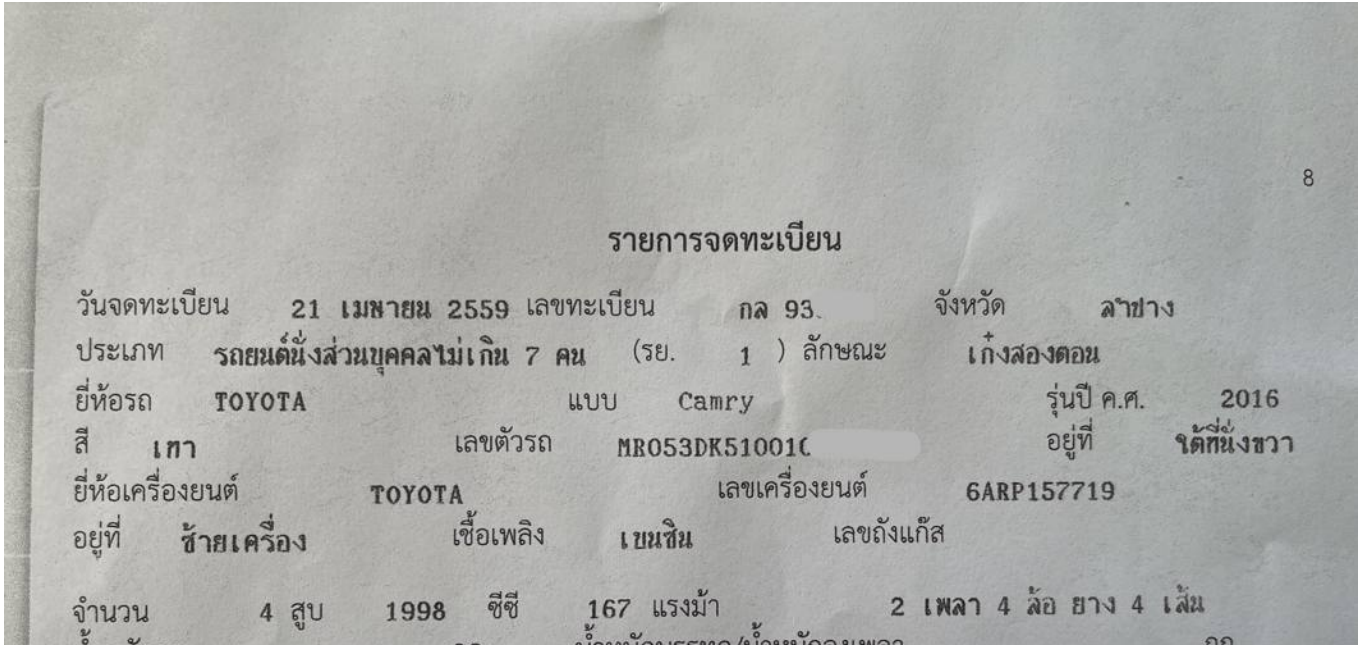 8
รายการจดทะเบียน
วันจดทะเบียน 21 เมษายน 2559 เลขทะเบียน กล 93 จังหวัด ลำปาง
ประเภท รถยนต์นั่งส่วนบุคคลไม่เกิน 7 คน (รย. 1 ) ลักษณะ เก๋งสองตอน
ยี่ห้อรถ TOYOTA แบบ Camry รุ่นปี ค.ศ. 2016
สี เทา เลขตัวรถ MR053DK51001 อยู่ที่ ใต้ที่นั่งขวา
ยี่ห้อเครื่องยนต์ TOYOTA เลขเครื่องยนต์ 6ARP157719
อยู่ที่ ซ้ายเครื่อง เชื้อเพลิง เบนซิน เลขถังแก๊ส
จำนวน 4 สูบ 1998 ซีซี 167 แรงม้า 2 เพลา 4 ล้อ ยาง 4 เส้น